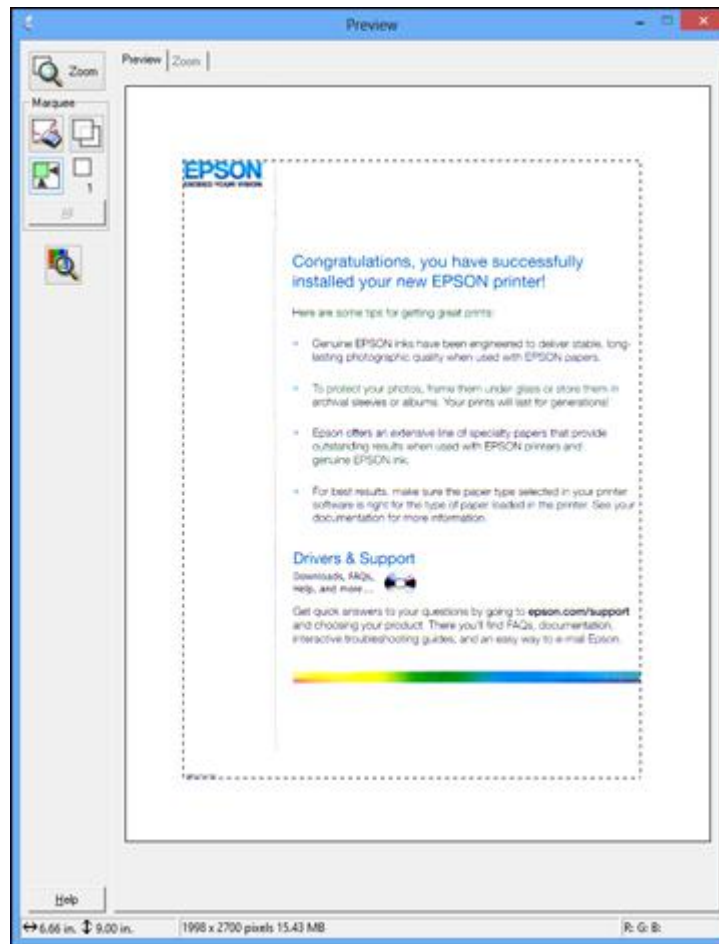 Preview
Zoom
Preview
Zoom
Marquee
1
All
EPSON
EXCEED YOUR VISION
Congratulations, you have successfully
installed your new EPSON printer!
Here are some tips for getting great prints:
Genuine EPSON inks have been engineered to deliver stable, long-
lasting photographic quality when used with EPSON papers.
To protect your photos, frame them under glass or store them in
archival sleeves or albums. Your prints will last for generations!
Epson offers an extensive line of specialty papers that provide
outstanding results when used with EPSON printers and
genuine EPSON ink.
For best results, make sure the paper type selected in your printer
software is right for the type of paper loaded in the printer. See your
documentation for more information.
Drivers & Support
Downloads, FAQs,
Help, and more ...
Get quick answers to your questions by going to epson.com/support
and choosing your product. There you'll find FAQs, documentation,
interactive troubleshooting guides, and an easy way to e-mail Epson.
Help
6.66 in. 9.00 in. 1998 x 2700 pixels 15.43 MB R: G: B: